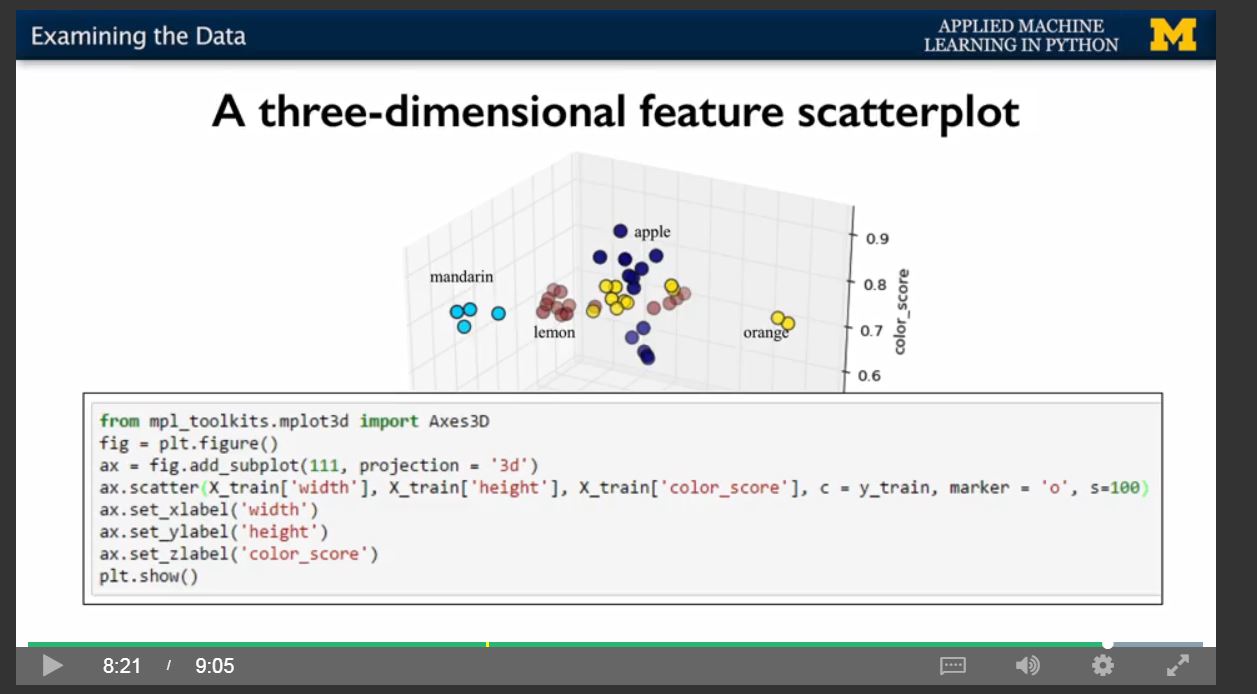 Examining the Data
APPLIED MACHINE
LEARNING IN PYTHON
M
A three-dimensional feature scatterplot
apple
mandarin
lemon
orange
0.9
0.8
0.7
0.6
color_score
from mpl_toolkits.mplot3d import Axes3D
fig = plt.figure()
ax = fig.add_subplot(111, projection = '3d')
ax.scatter(X_train['width'], X_train['height'], X_train['color_score'], c = y_train, marker = 'o', s=100)
ax.set_xlabel('width')
ax.set_ylabel('height')
ax.set_zlabel('color_score')
plt.show()
8:21 / 9:05